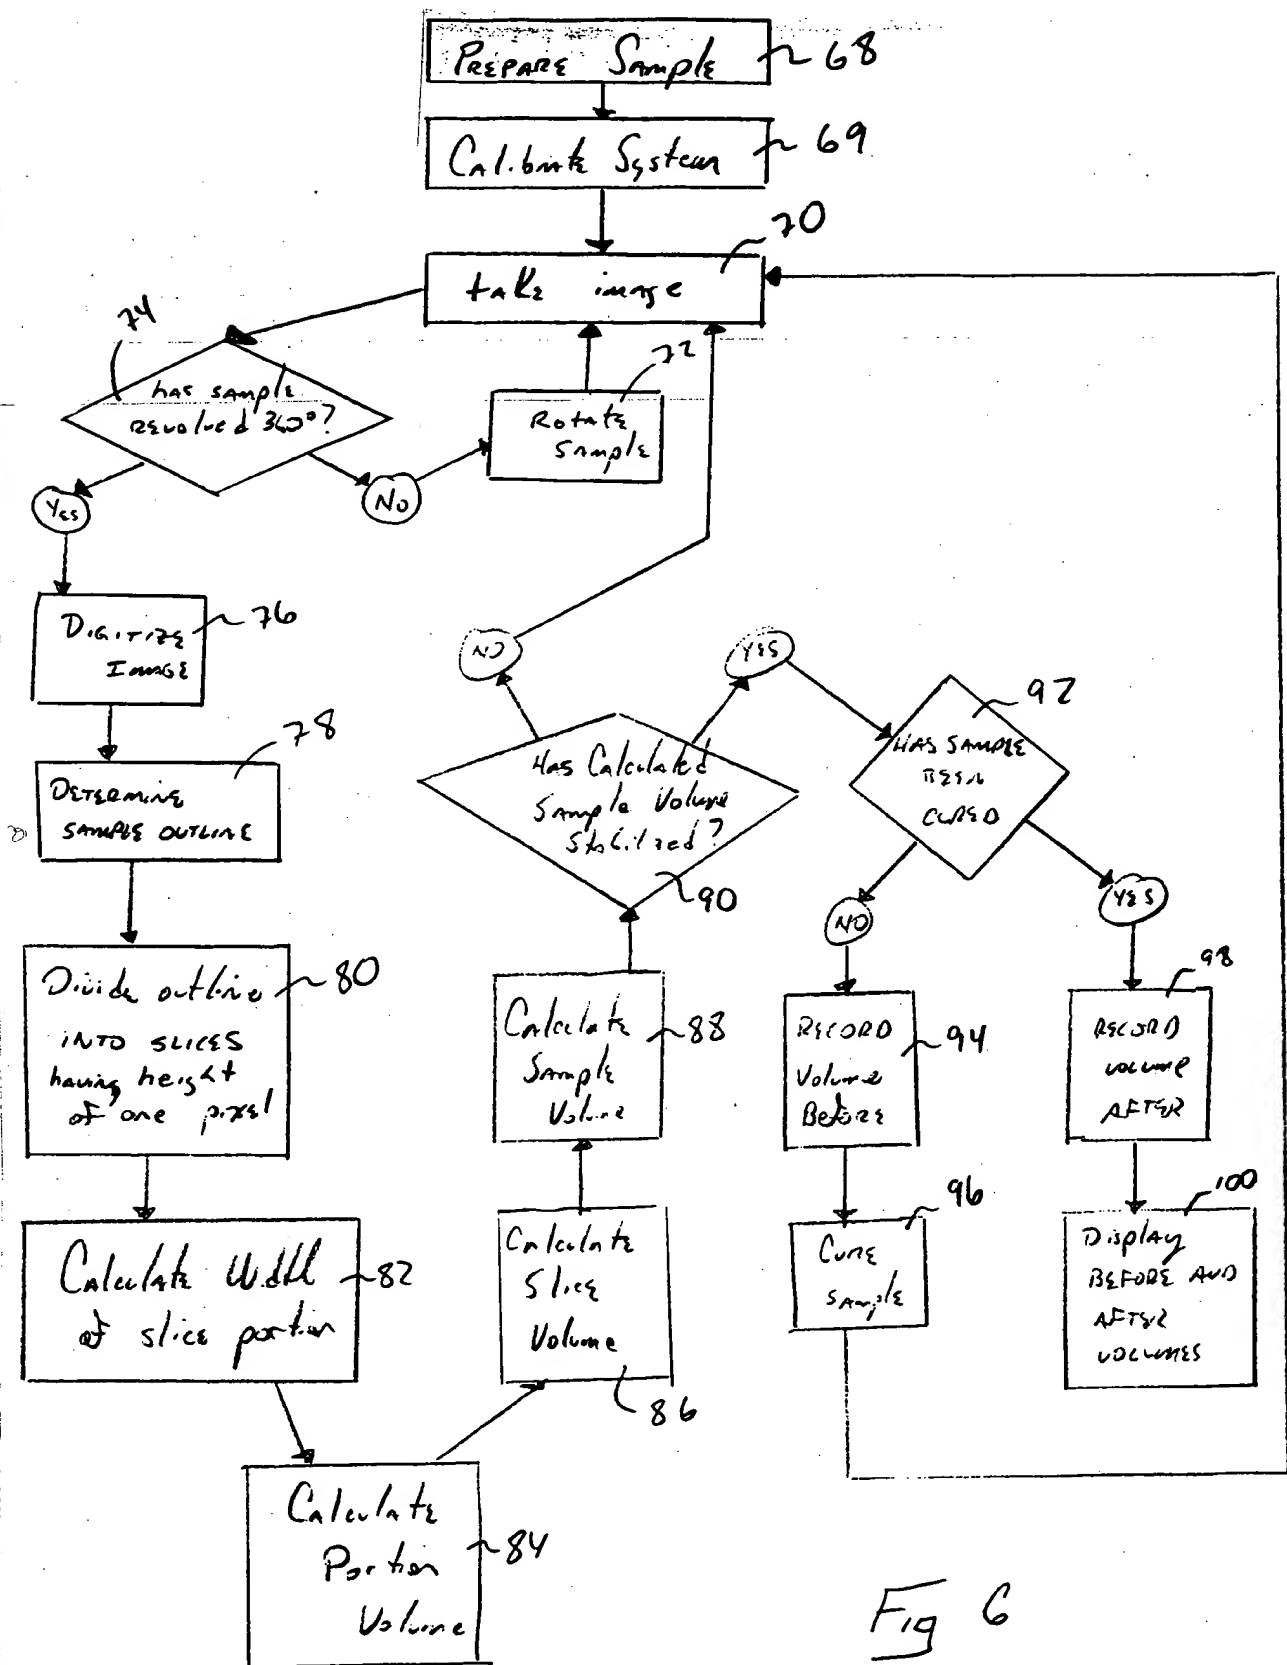 PREPARE Sample
68
Calibrate System
69
take image
70
74
has sample
REvolved 360°?
72
Rotate
Sample
Yes
NO
DIGITIZE
IMAGE
76
78
DETERMINE
SAMPLE OUTLINE
NO
YES
92
HAS SAMPLE
BEEN
CURED
Has Calculated
Sample Volume
Stabilized?
90
NO
YES
Divide outline
INTO SLICES
having height
of one pixel
80
Calculate
Sample
Volume
88
RECORD
Volume
Before
94
98
RECORD
VOLUME
AFTER
Calculate Width
of slice portion
82
Calculate
Slice
Volume
86
96
Cure
Sample
100
Display
BEFORE AND
AFTER
VOLUMES
Calculate
Portion
Volume
84
Fig 6